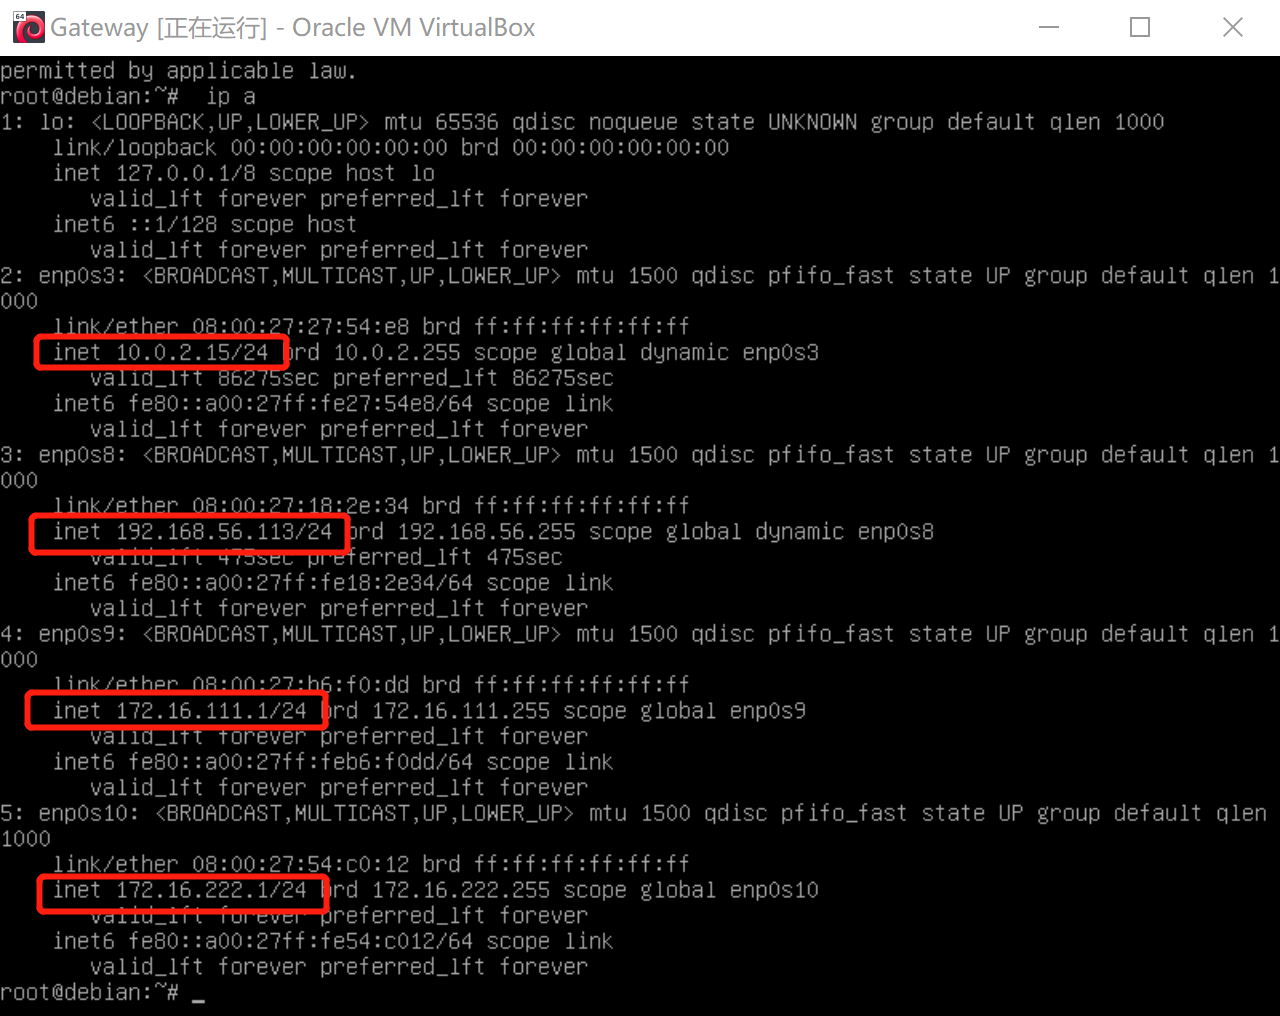 64
Gateway [正在运行] - Oracle VM VirtualBox
permitted by applicable law.
root@debian:~#  ip a
1: lo: <LOOPBACK,UP,LOWER_UP> mtu 65536 qdisc noqueue state UNKNOWN group default qlen 1000
    link/loopback 00:00:00:00:00:00 brd 00:00:00:00:00:00
    inet 127.0.0.1/8 scope host lo
       valid_lft forever preferred_lft forever
    inet6 ::1/128 scope host
       valid_lft forever preferred_lft forever
2: enp0s3: <BROADCAST,MULTICAST,UP,LOWER_UP> mtu 1500 qdisc pfifo_fast state UP group default qlen 1
000
    link/ether 08:00:27:27:54:e8 brd ff:ff:ff:ff:ff:ff
    inet 10.0.2.15/24 brd 10.0.2.255 scope global dynamic enp0s3
       valid_lft 86275sec preferred_lft 86275sec
    inet6 fe80::a00:27ff:fe27:54e8/64 scope link
       valid_lft forever preferred_lft forever
3: enp0s8: <BROADCAST,MULTICAST,UP,LOWER_UP> mtu 1500 qdisc pfifo_fast state UP group default qlen 1
000
    link/ether 08:00:27:18:2e:34 brd ff:ff:ff:ff:ff:ff
    inet 192.168.56.113/24 brd 192.168.56.255 scope global dynamic enp0s8
       valid_lft 475sec preferred_lft 475sec
    inet6 fe80::a00:27ff:fe18:2e34/64 scope link
       valid_lft forever preferred_lft forever
4: enp0s9: <BROADCAST,MULTICAST,UP,LOWER_UP> mtu 1500 qdisc pfifo_fast state UP group default qlen 1
000
    link/ether 08:00:27:b6:f0:dd brd ff:ff:ff:ff:ff:ff
    inet 172.16.111.1/24 brd 172.16.111.255 scope global enp0s9
       valid_lft forever preferred_lft forever
    inet6 fe80::a00:27ff:feb6:f0dd/64 scope link
       valid_lft forever preferred_lft forever
5: enp0s10: <BROADCAST,MULTICAST,UP,LOWER_UP> mtu 1500 qdisc pfifo_fast state UP group default qlen
1000
    link/ether 08:00:27:54:c0:12 brd ff:ff:ff:ff:ff:ff
    inet 172.16.222.1/24 brd 172.16.222.255 scope global enp0s10
       valid_lft forever preferred_lft forever
    inet6 fe80::a00:27ff:fe54:c012/64 scope link
       valid_lft forever preferred_lft forever
root@debian:~# _